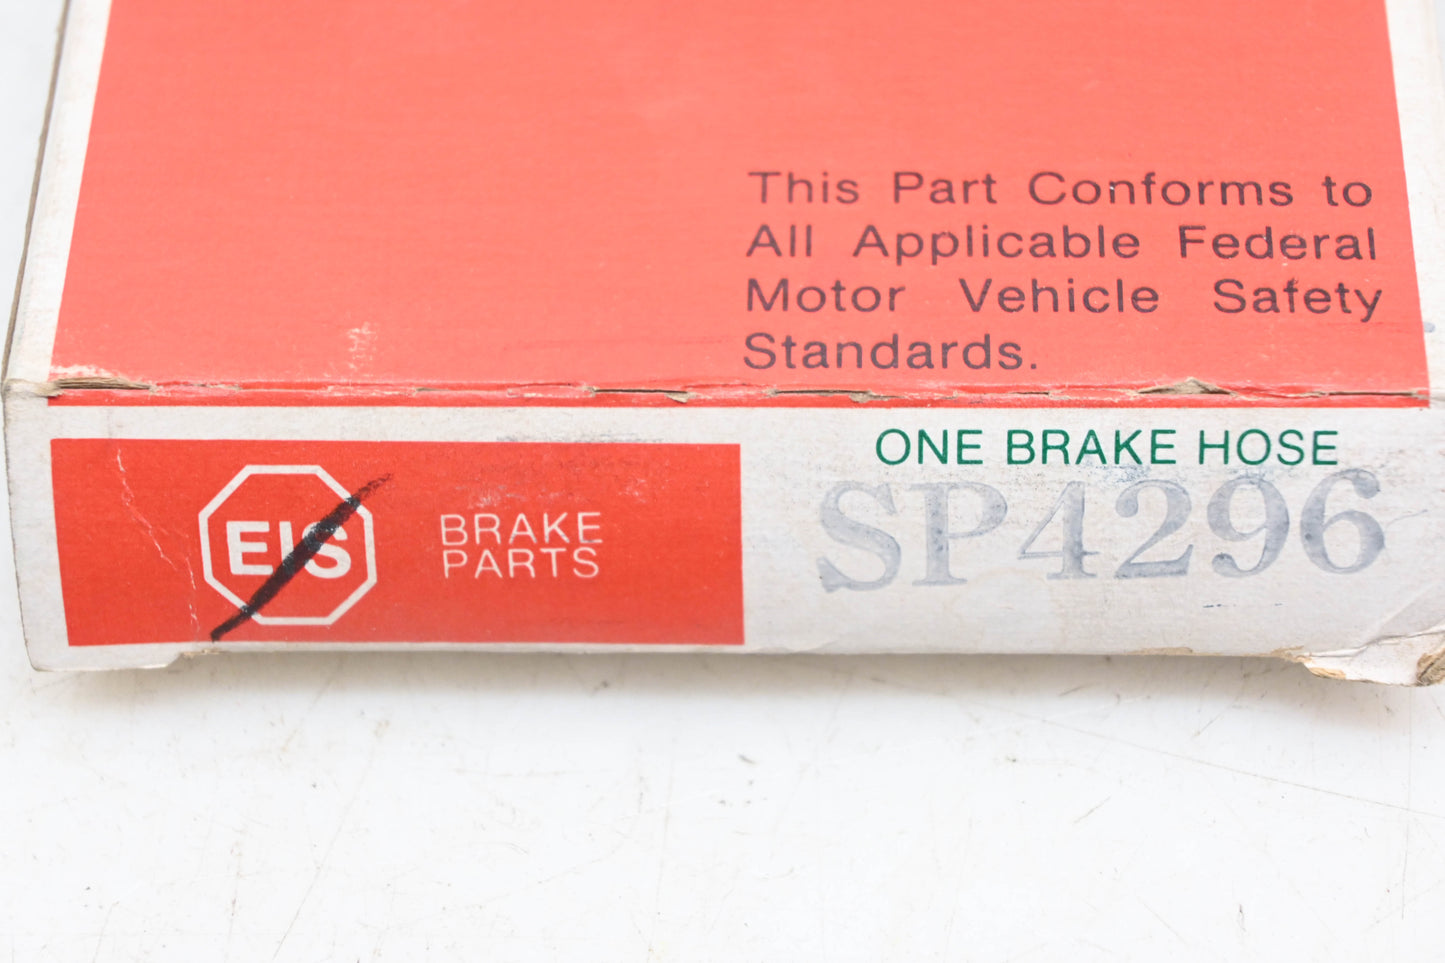 This Part Conforms to
All Applicable Federal
Motor Vehicle Safety
Standards.
ONE BRAKE HOSE
SP4296
EIS
BRAKE
PARTS